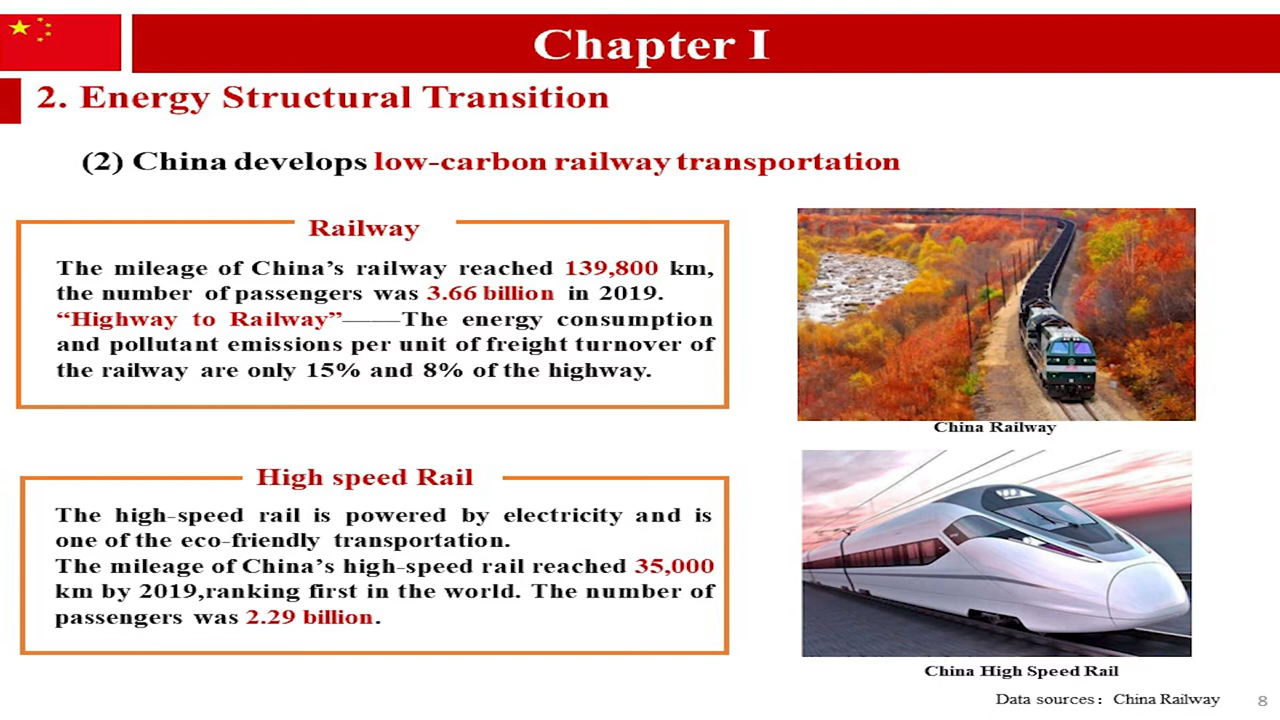 Chapter I
2. Energy Structural Transition
(2) China develops low-carbon railway transportation
Railway
The mileage of China’s railway reached 139,800 km,
the number of passengers was 3.66 billion in 2019.
“Highway to Railway”——The energy consumption
and pollutant emissions per unit of freight turnover of
the railway are only 15% and 8% of the highway.
China Railway
High speed Rail
The high-speed rail is powered by electricity and is
one of the eco-friendly transportation.
The mileage of China’s high-speed rail reached 35,000
km by 2019,ranking first in the world. The number of
passengers was 2.29 billion.
China High Speed Rail
Data sources：China Railway
8